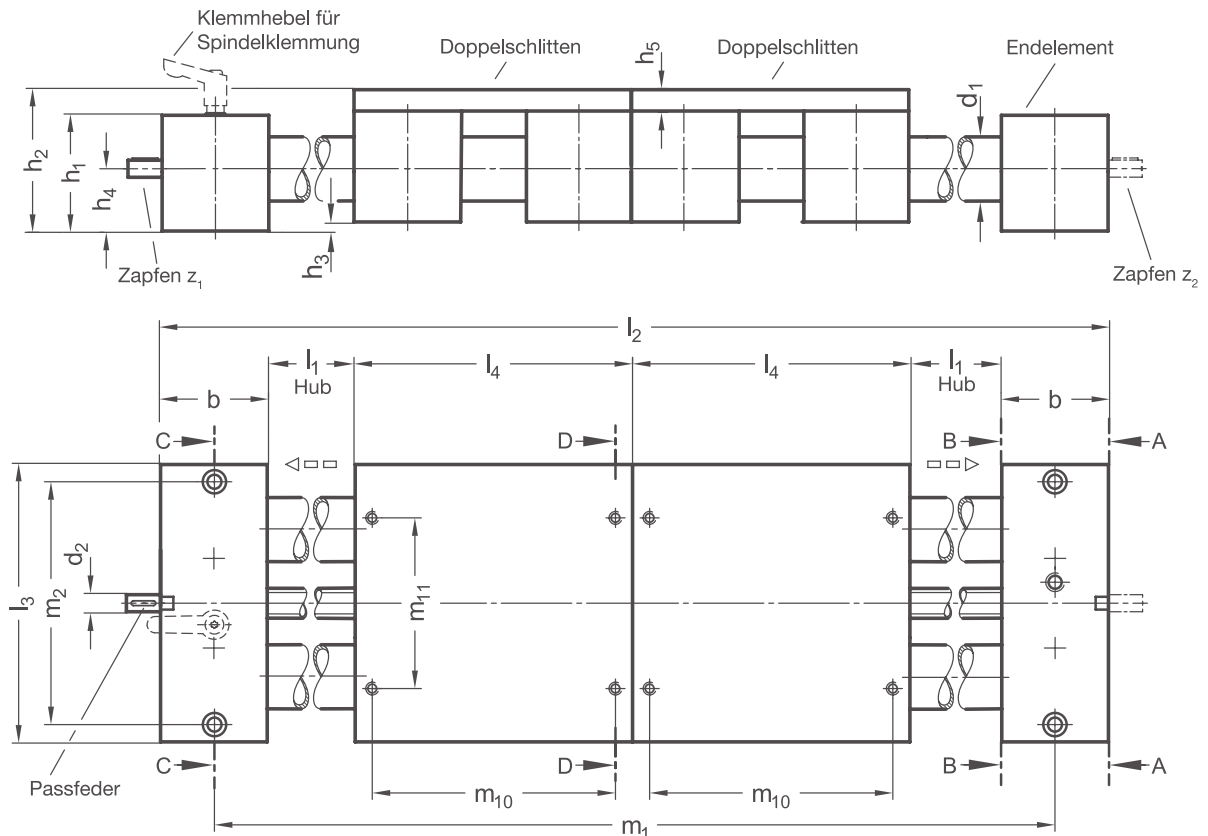 Klemmhebel für
Spindelklemmung
Doppelschlitten
h₅
Doppelschlitten
Endelement
d₁
h₂
h₁
h₄
h₃
Zapfen z₁
Zapfen z₂
l₂
l₁
Hub
l₄
l₄
l₁
Hub
b
b
C
D
B
A
l₃
m₂
d₂
m₁₁
C
D
B
A
Passfeder
m₁₀
m₁₀
m₁